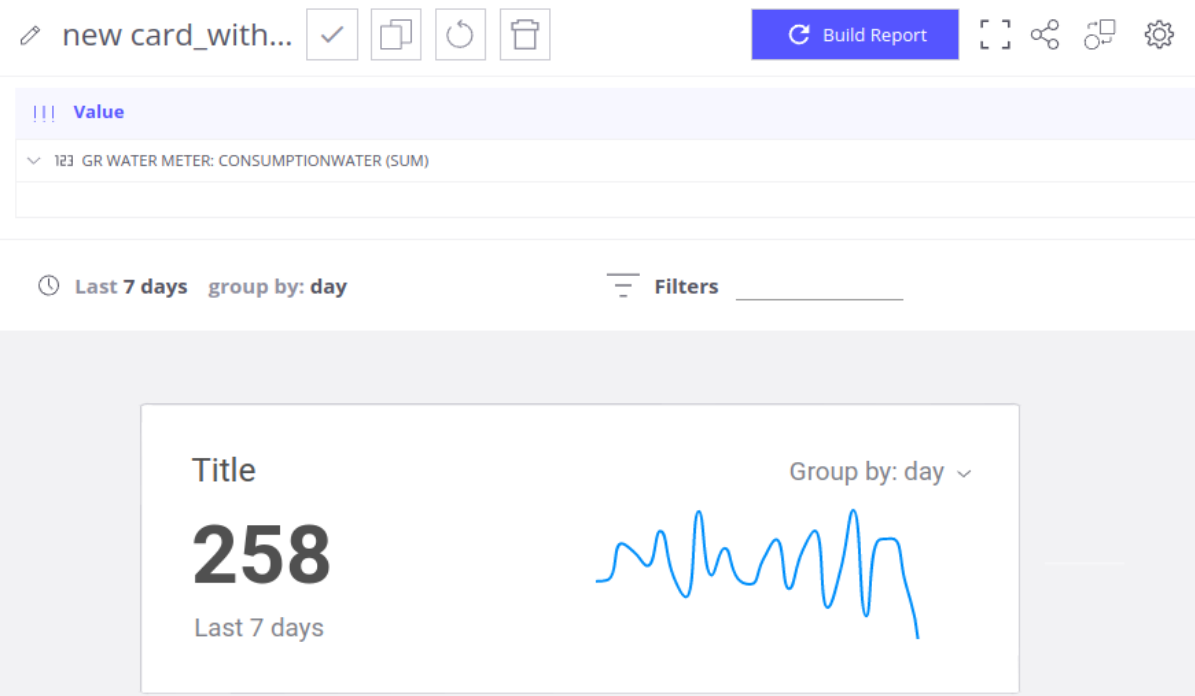 new card_with...
Build Report
Value
123 GR WATER METER: CONSUMPTIONWATER (SUM)
Last 7 days group by: day
Filters
Title
Group by: day
258
Last 7 days